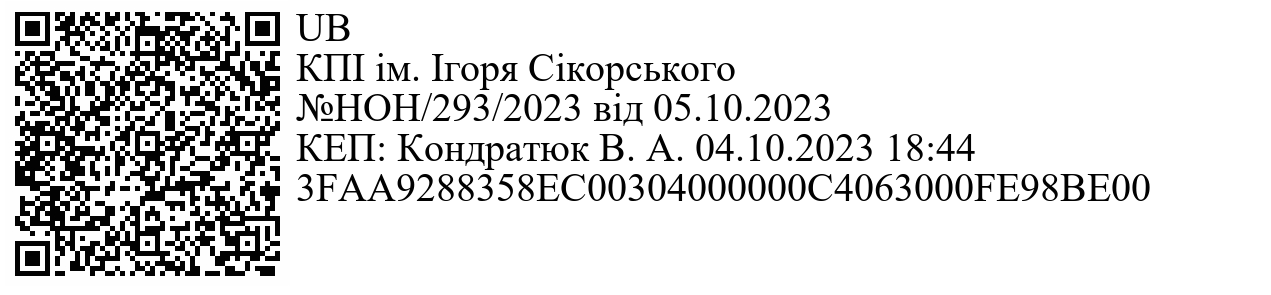 UB
КПІ ім. Ігоря Сікорського
№НОН/293/2023 від 05.10.2023
КЕП: Кондратюк В. А. 04.10.2023 18:44
3FAA9288358EC00304000000C4063000FE98BE00